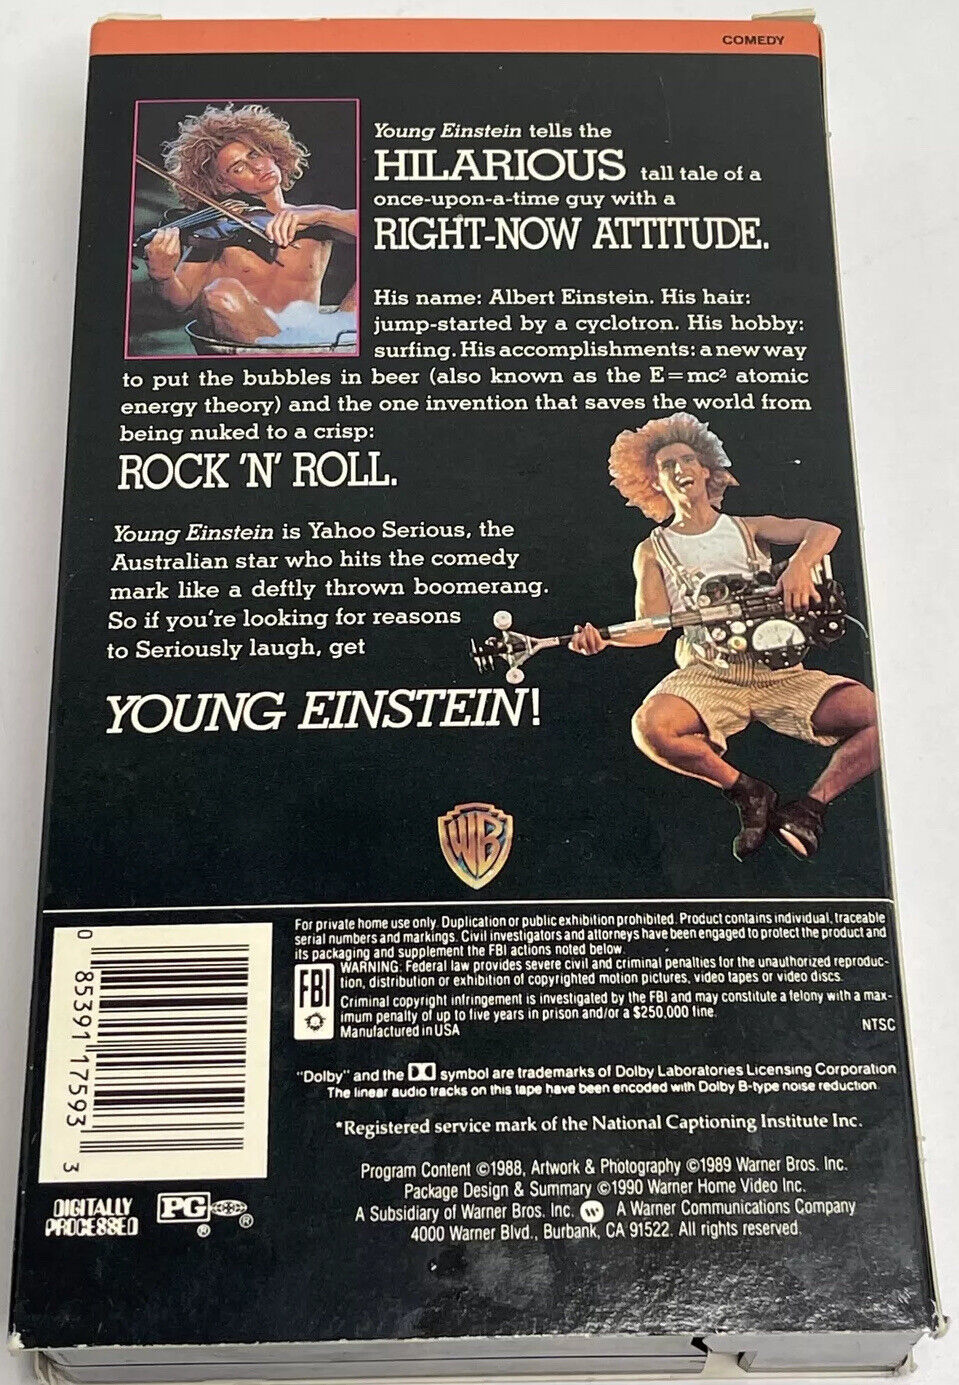 COMEDY
Young Einstein tells the
HILARIOUS tall tale of a
once-upon-a-time guy with a
RIGHT-NOW ATTITUDE.
His name: Albert Einstein. His hair:
jump-started by a cyclotron. His hobby:
surfing. His accomplishments: a new way
to put the bubbles in beer (also known as the E=mc² atomic
energy theory) and the one invention that saves the world from
being nuked to a crisp:
ROCK 'N' ROLL.
Young Einstein is Yahoo Serious, the
Australian star who hits the comedy
mark like a deftly thrown boomerang.
So if you're looking for reasons
to Seriously laugh, get
YOUNG EINSTEIN!
WB
For private home use only. Duplication or public exhibition prohibited. Product contains individual, traceable
serial numbers and markings. Civil investigators and attorneys have been engaged to protect the product and
its packaging and supplement the FBI actions noted below.
FBI
WARNING: Federal law provides severe civil and criminal penalties for the unauthorized reproduc-
tion, distribution or exhibition of copyrighted motion pictures, video tapes or video discs.
Criminal copyright infringement is investigated by the FBI and may constitute a felony with a max-
imum penalty of up to five years in prison and/or a $250,000 fine.
Manufactured in USA
NTSC
"Dolby" and the symbol are trademarks of Dolby Laboratories Licensing Corporation
The linear audio tracks on this tape have been encoded with Dolby B-type noise reduction.
*Registered service mark of the National Captioning Institute Inc.
Program Content ©1988, Artwork & Photography ©1989 Warner Bros. Inc.
Package Design & Summary ©1990 Warner Home Video Inc.
A Subsidiary of Warner Bros. Inc. A Warner Communications Company
4000 Warner Blvd., Burbank, CA 91522. All rights reserved.
0 85391 17593 3
DIGITALLY
PROCESSED
PG ® ®